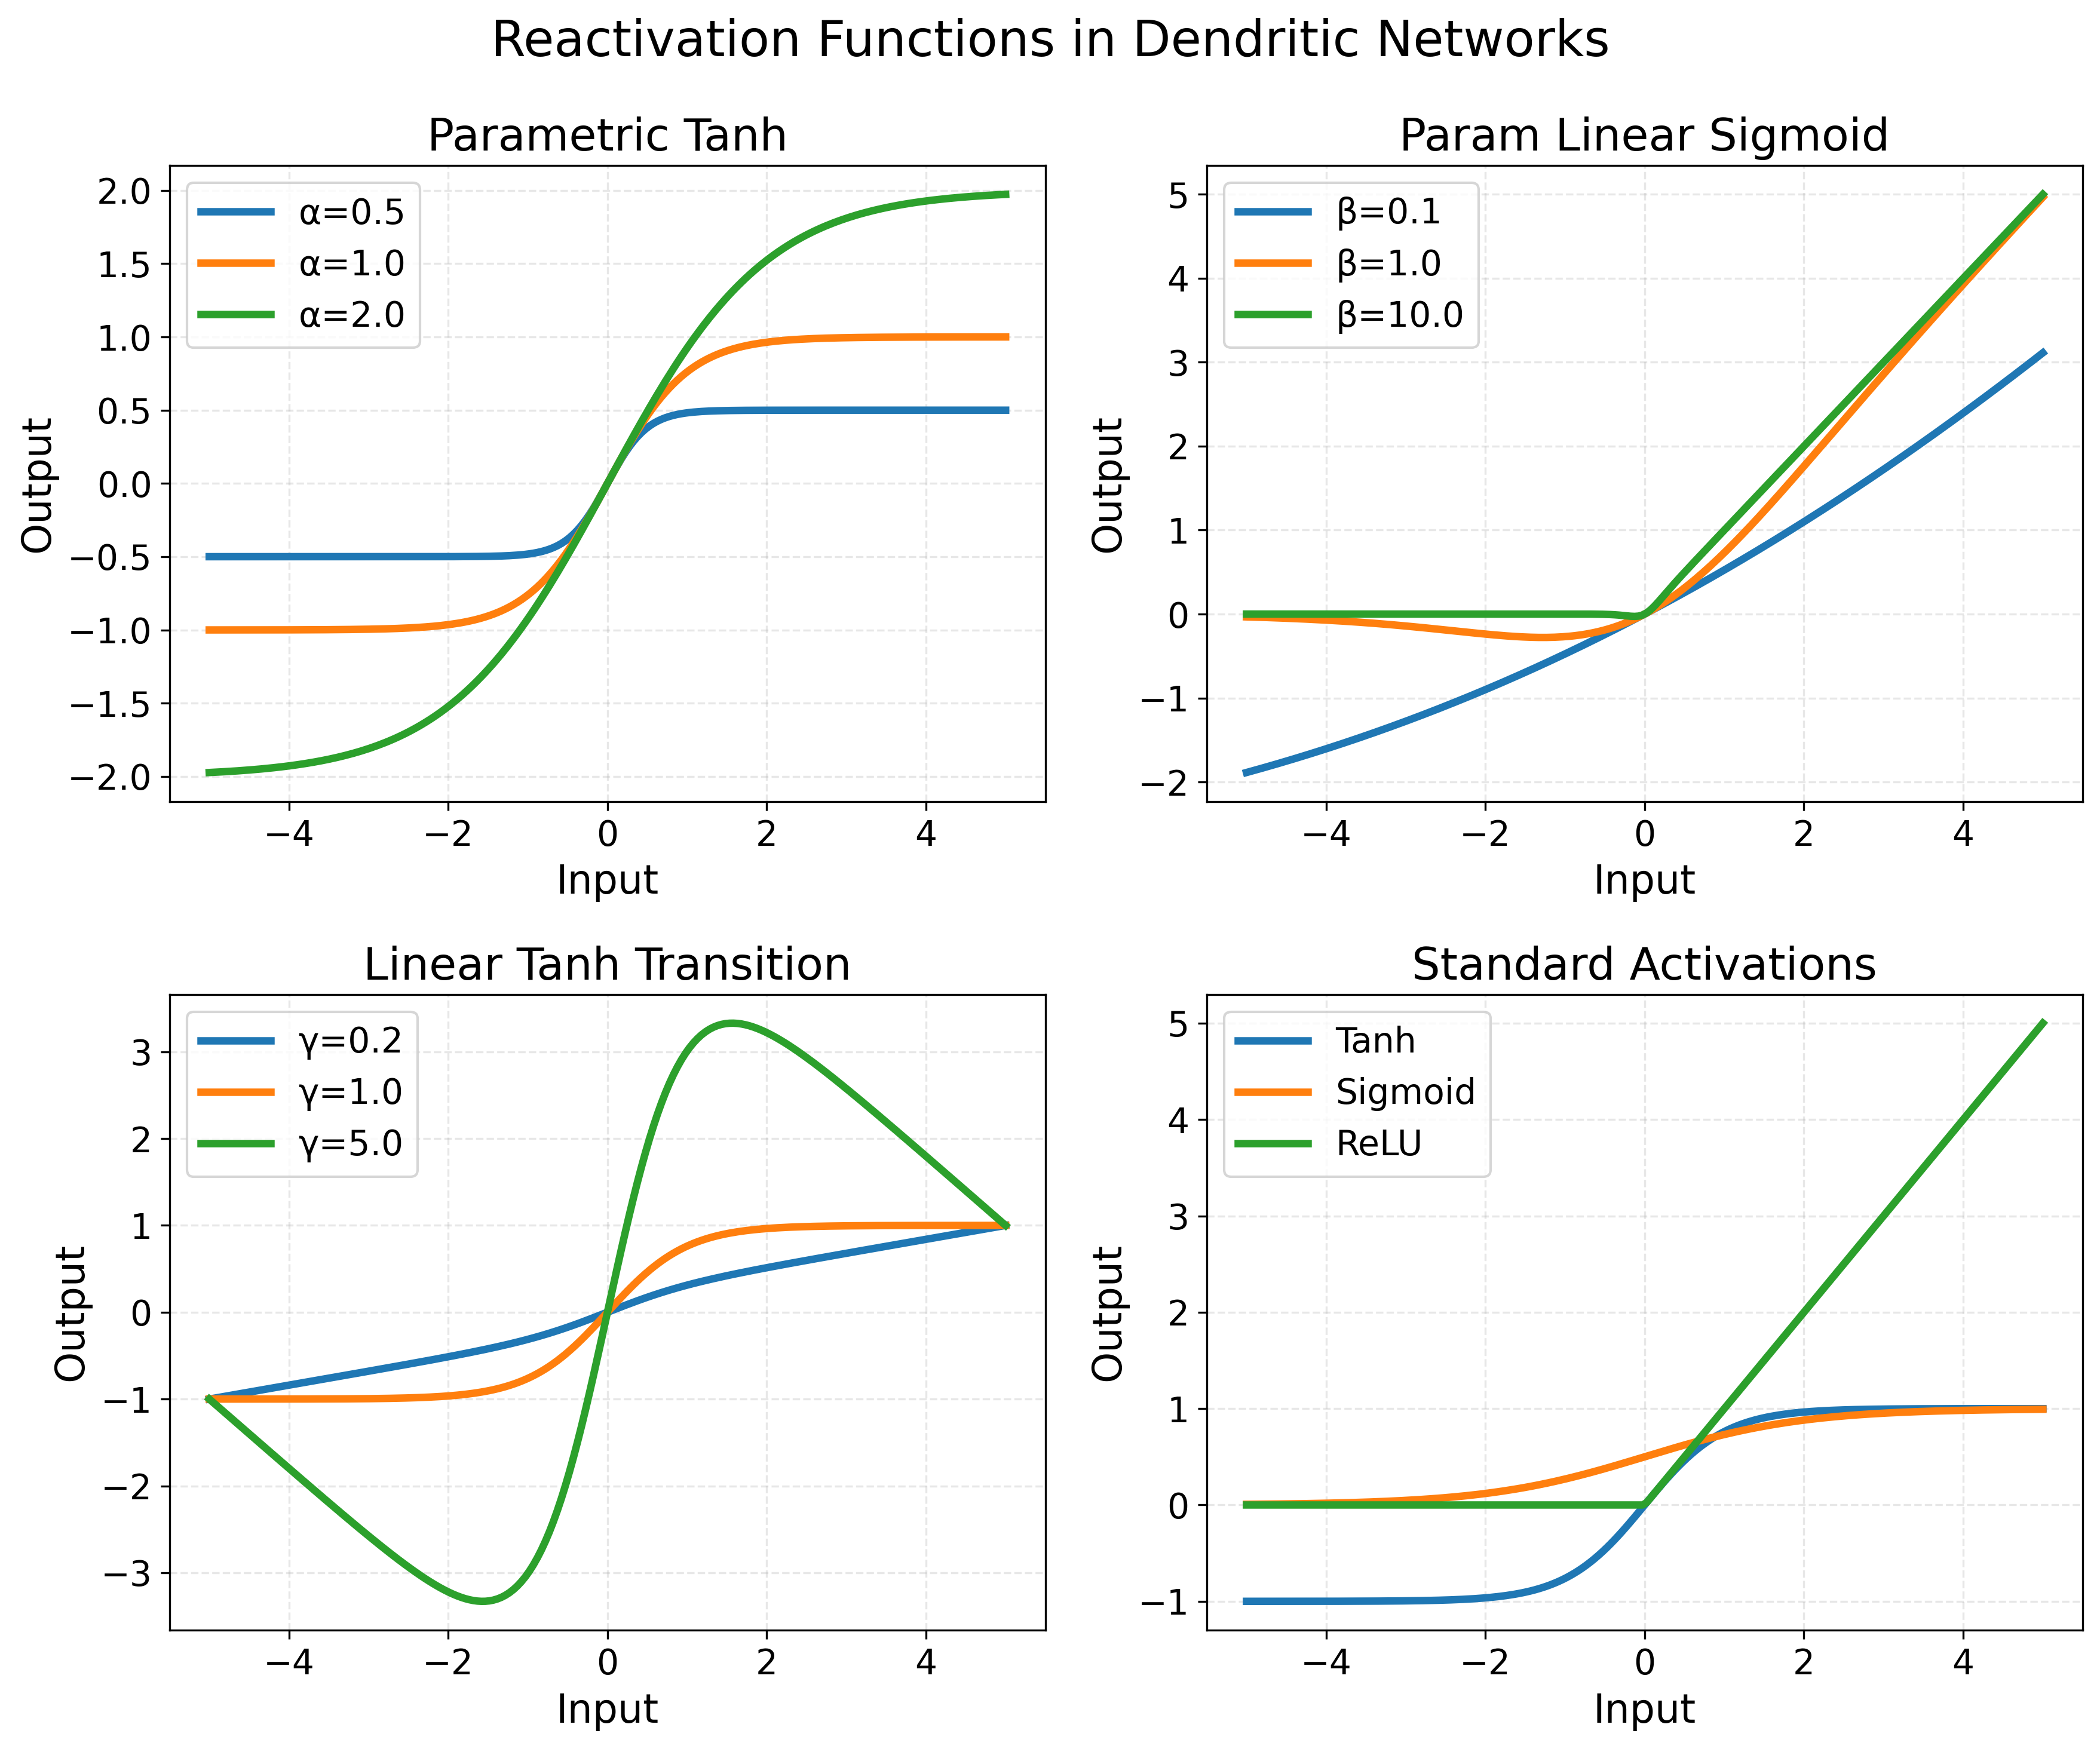 Reactivation Functions in Dendritic Networks
Parametric Tanh
2.0
1.5
1.0
0.5
0.0
−0.5
−1.0
−1.5
−2.0
Output
α=0.5
α=1.0
α=2.0
−4 −2 0 2 4
Input
Param Linear Sigmoid
5
4
3
2
1
0
−1
−2
Output
β=0.1
β=1.0
β=10.0
−4 −2 0 2 4
Input
Linear Tanh Transition
3
2
1
0
−1
−2
−3
Output
γ=0.2
γ=1.0
γ=5.0
−4 −2 0 2 4
Input
Standard Activations
5
4
3
2
1
0
−1
Output
Tanh
Sigmoid
ReLU
−4 −2 0 2 4
Input